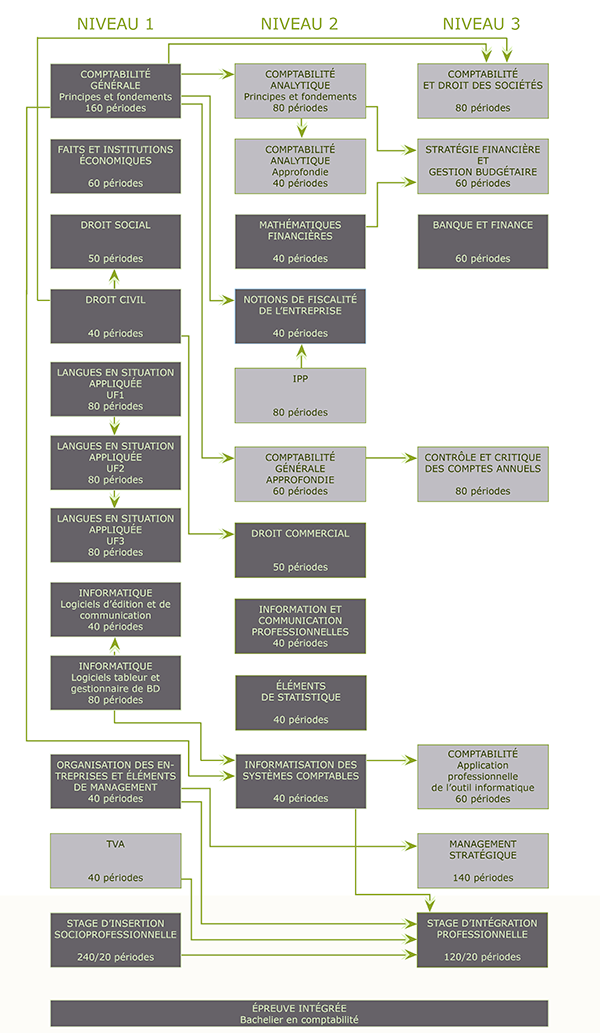 NIVEAU 1
NIVEAU 2
NIVEAU 3
COMPTABILITÉ
GÉNÉRALE
Principes et fondements
160 périodes
COMPTABILITÉ
ANALYTIQUE
Principes et fondements
80 périodes
COMPTABILITÉ
ET DROIT DES SOCIÉTÉS
80 périodes
FAITS ET INSTITUTIONS
ÉCONOMIQUES
60 périodes
COMPTABILITÉ
ANALYTIQUE
Approfondie
40 périodes
STRATÉGIE FINANCIÈRE
ET
GESTION BUDGÉTAIRE
60 périodes
DROIT SOCIAL
50 périodes
MATHÉMATIQUES
FINANCIÈRES
40 périodes
BANQUE ET FINANCE
60 périodes
DROIT CIVIL
40 périodes
NOTIONS DE FISCALITÉ
DE L'ENTREPRISE
40 périodes
LANGUES EN SITUATION
APPLIQUÉE
UF1
80 périodes
IPP
80 périodes
LANGUES EN SITUATION
APPLIQUÉE
UF2
80 périodes
COMPTABILITÉ
GÉNÉRALE
APPROFONDIE
60 périodes
CONTRÔLE ET CRITIQUE
DES COMPTES ANNUELS
80 périodes
LANGUES EN SITUATION
APPLIQUÉE
UF3
80 périodes
DROIT COMMERCIAL
50 périodes
INFORMATIQUE
Logiciels d'édition et de
communication
40 périodes
INFORMATION ET
COMMUNICATION
PROFESSIONNELLES
40 périodes
INFORMATIQUE
Logiciels tableur et
gestionnaire de BD
80 périodes
ÉLÉMENTS
DE STATISTIQUE
40 périodes
ORGANISATION DES EN-
TREPRISES ET ÉLÉMENTS
DE MANAGEMENT
40 périodes
INFORMATISATION DES
SYSTÈMES COMPTABLES
40 périodes
COMPTABILITÉ
Application
professionnelle
de l'outil informatique
60 périodes
TVA
40 périodes
MANAGEMENT
STRATÉGIQUE
140 périodes
STAGE D'INSERTION
SOCIOPROFESSIONNELLE
240/20 périodes
STAGE D'INTÉGRATION
PROFESSIONNELLE
120/20 périodes
ÉPREUVE INTÉGRÉE
Bachelier en comptabilité